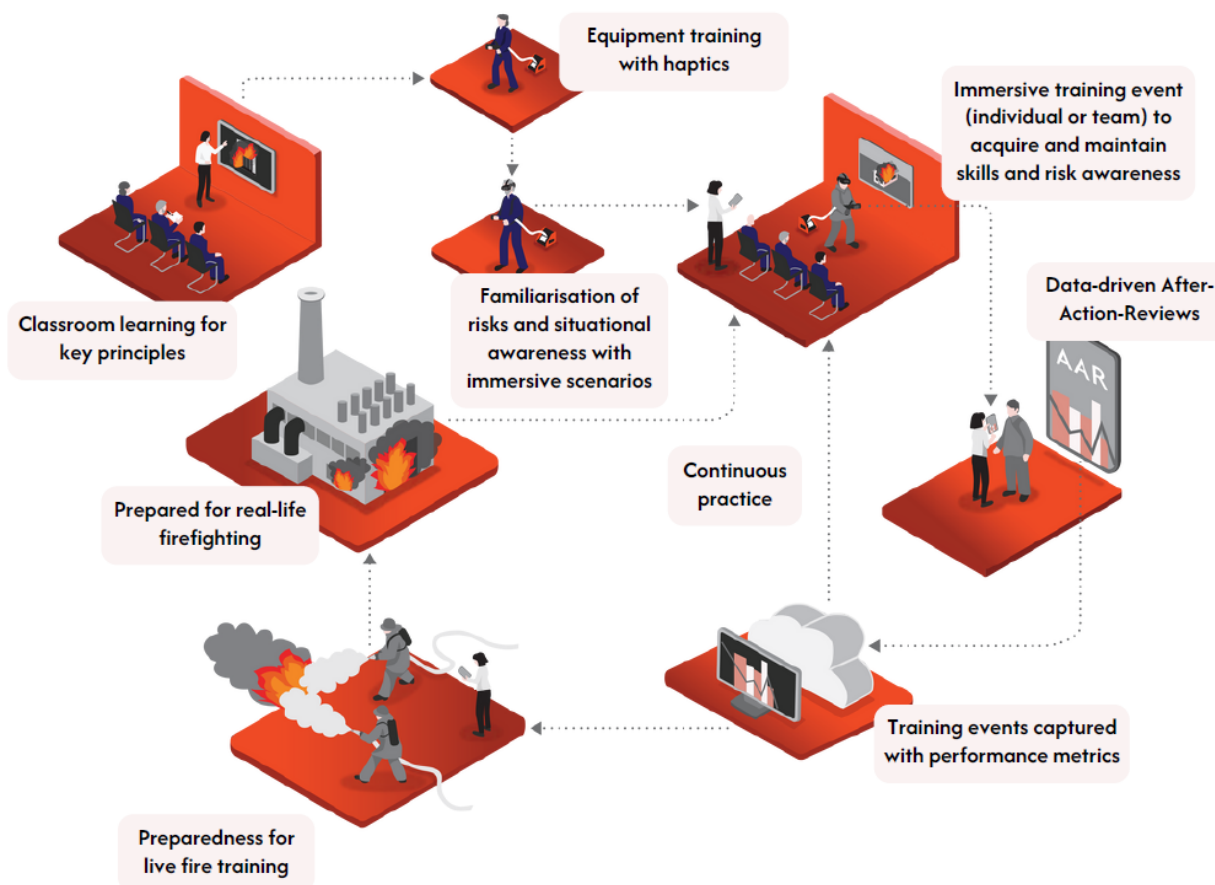 Equipment training
with haptics
Immersive training event
(individual or team) to
acquire and maintain
skills and risk awareness
Classroom learning for
key principles
Familiarisation of
risks and situational
awareness with
immersive scenarios
Data-driven After-
Action-Reviews
AAR
Prepared for real-life
firefighting
Continuous
practice
Training events captured
with performance metrics
Preparedness for
live fire training